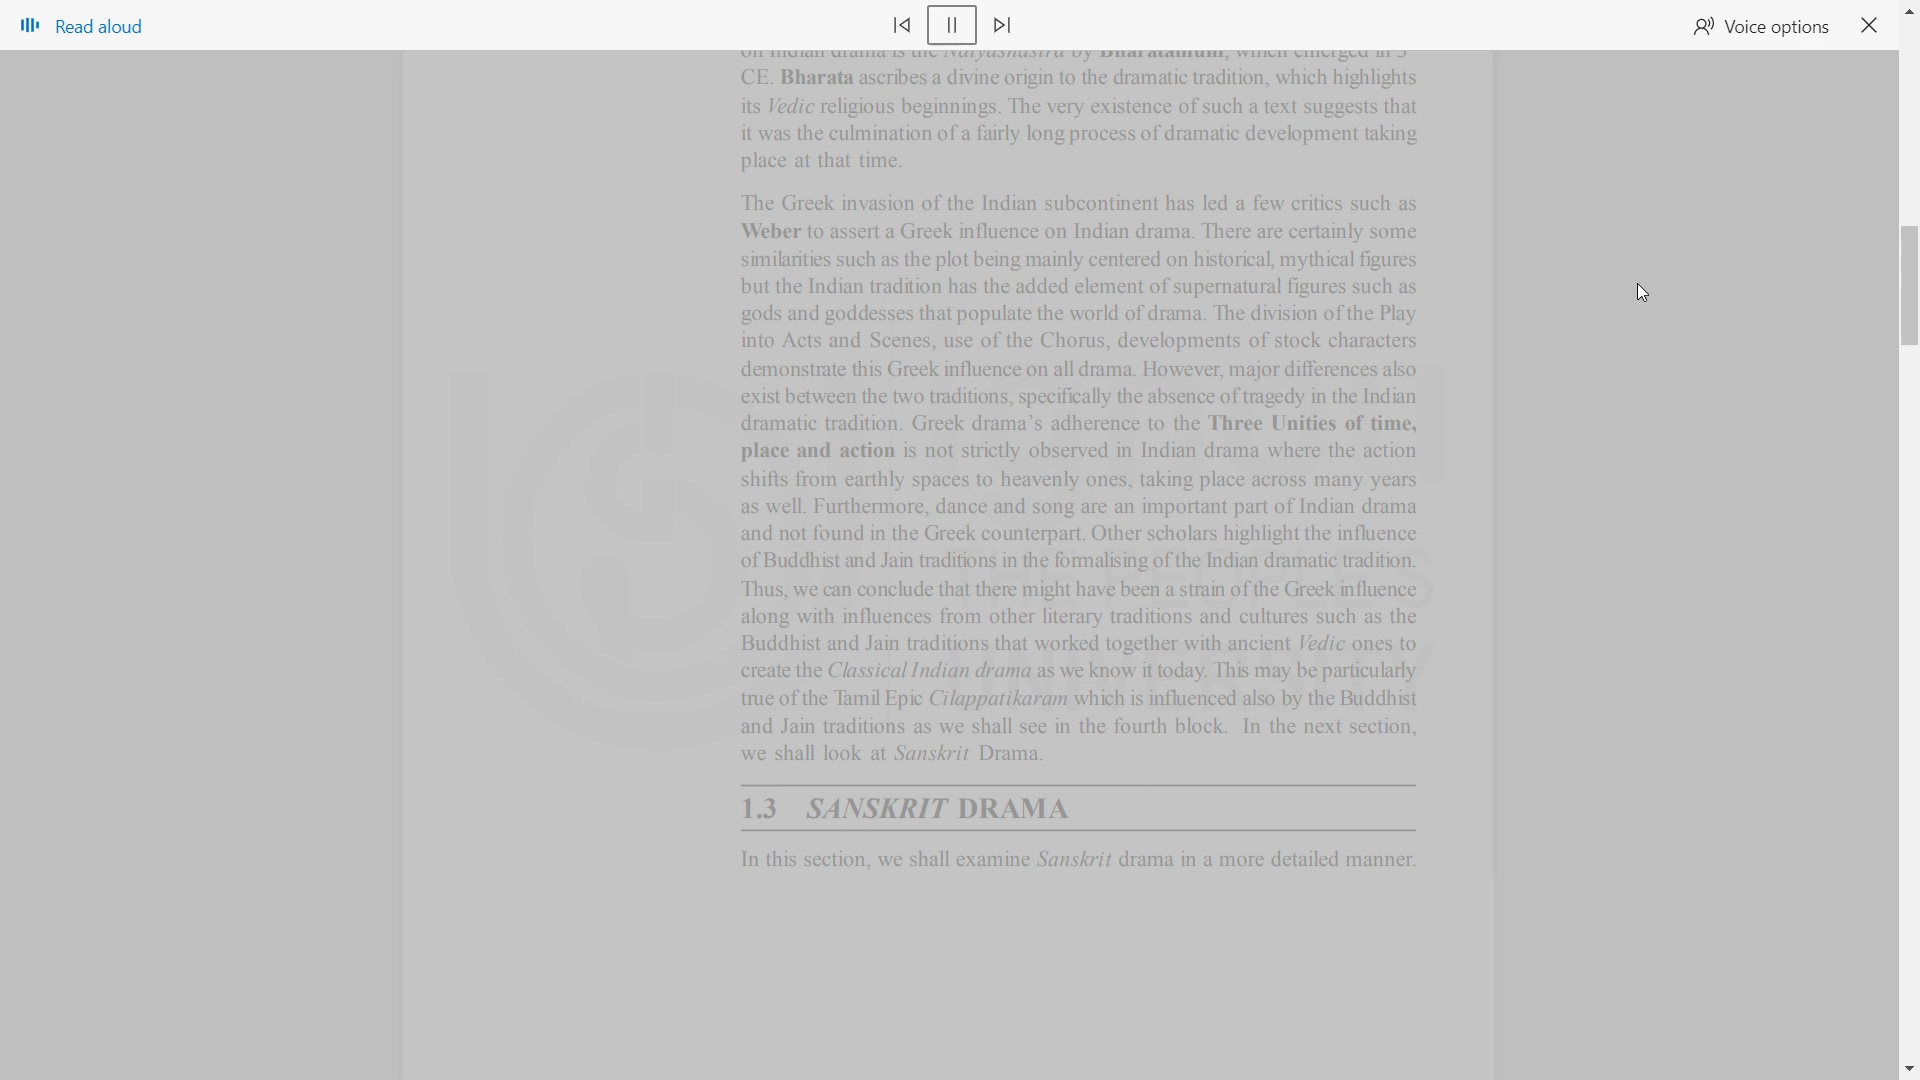 Read aloud
Voice options
on Indian drama is the Natyashastra by Bharatamuni, which emerged in 5
CE. Bharata ascribes a divine origin to the dramatic tradition, which highlights
its Vedic religious beginnings. The very existence of such a text suggests that
it was the culmination of a fairly long process of dramatic development taking
place at that time.
The Greek invasion of the Indian subcontinent has led a few critics such as
Weber to assert a Greek influence on Indian drama. There are certainly some
similarities such as the plot being mainly centered on historical, mythical figures
but the Indian tradition has the added element of supernatural figures such as
gods and goddesses that populate the world of drama. The division of the Play
into Acts and Scenes, use of the Chorus, developments of stock characters
demonstrate this Greek influence on all drama. However, major differences also
exist between the two traditions, specifically the absence of tragedy in the Indian
dramatic tradition. Greek drama's adherence to the Three Unities of time,
place and action is not strictly observed in Indian drama where the action
shifts from earthly spaces to heavenly ones, taking place across many years
as well. Furthermore, dance and song are an important part of Indian drama
and not found in the Greek counterpart. Other scholars highlight the influence
of Buddhist and Jain traditions in the formalising of the Indian dramatic tradition.
Thus, we can conclude that there might have been a strain of the Greek influence
along with influences from other literary traditions and cultures such as the
Buddhist and Jain traditions that worked together with ancient Vedic ones to
create the Classical Indian drama as we know it today. This may be particularly
true of the Tamil Epic Cilappatikaram which is influenced also by the Buddhist
and Jain traditions as we shall see in the fourth block. In the next section,
we shall look at Sanskrit Drama.
1.3 SANSKRIT DRAMA
In this section, we shall examine Sanskrit drama in a more detailed manner.
THE PEOPLE'S
UNIVERSITY